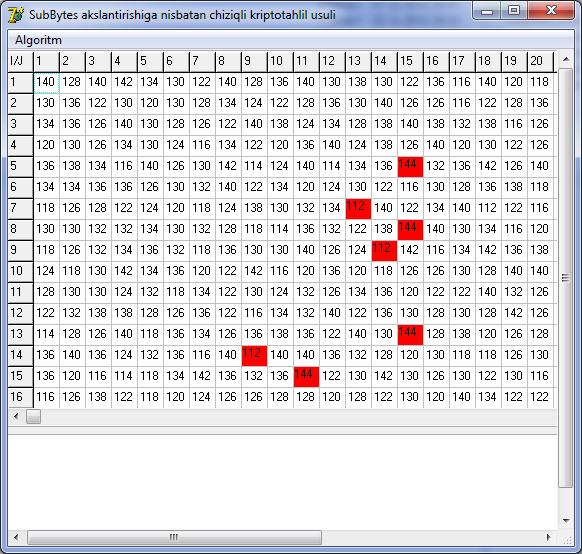 SubBytes akslantirishiga nisbatan chiziqli kriptotahlil usuli
Algoritm
I/J 1 2 3 4 5 6 7 8 9 10 11 12 13 14 15 16 17 18 19 20
1 140 128 140 142 134 130 122 140 128 136 140 130 138 130 122 136 116 140 120 118
2 130 136 122 130 120 130 128 134 124 122 128 136 130 140 126 126 116 122 128 136
3 134 136 126 140 130 128 126 122 140 138 124 134 128 138 140 138 132 138 116 126
4 120 130 126 134 130 124 116 134 122 120 136 140 124 138 128 126 140 134 122 126
5 136 138 134 116 140 126 130 142 114 124 140 114 134 136 144 132 136 142 126 140
6 134 134 136 136 126 130 132 140 122 134 120 124 130 122 116 130 128 136 138 118
7 118 126 128 122 124 120 118 124 138 130 132 134 112 140 122 134 140 112 122 116
8 130 130 132 132 134 130 132 128 118 114 136 132 122 138 144 140 130 134 116 120
9 118 126 132 134 136 132 118 136 130 130 140 126 124 112 142 116 134 142 136 138
10 124 118 130 142 134 136 120 122 142 116 120 136 120 118 126 126 130 128 140 140
11 128 130 130 124 132 118 134 122 130 124 132 126 134 136 124 122 122 140 132 126
12 122 132 138 138 128 126 136 122 116 134 132 140 122 136 130 126 132 130 134 132
13 114 128 126 140 118 136 134 126 136 138 136 122 140 130 144 138 120 126 128
14 136 140 136 124 132 136 116 140 112 140 140 136 132 128 122 130 118 118 126 130
15 136 120 116 114 118 134 142 136 132 136 144 122 130 142 126 130 122 130 116
16 116 126 138 122 118 120 124 126 126 128 128 120 122 122 130 120 140 134 122 122